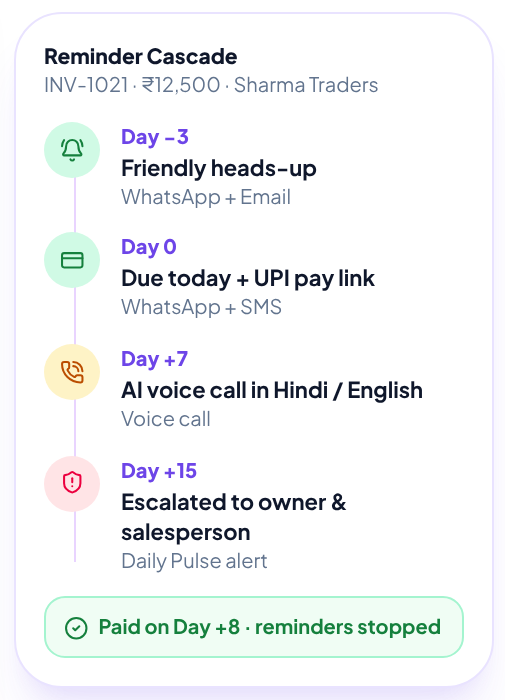 Reminder Cascade
INV-1021 · ₹12,500 · Sharma Traders
Day −3
Friendly heads-up
WhatsApp + Email
Day 0
Due today + UPI pay link
WhatsApp + SMS
Day +7
AI voice call in Hindi / English
Voice call
Day +15
Escalated to owner &
salesperson
Daily Pulse alert
Paid on Day +8 · reminders stopped